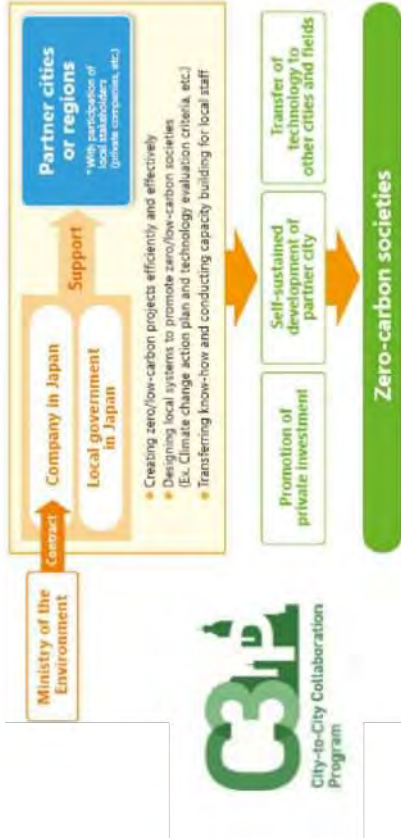 Ministry of the
Environment
Contract
Company in Japan
Local government
in Japan
Support
Partner cities
or regions
* With participation of
local stakeholders
(private companies, etc.)
● Creating zero/low-carbon projects efficiently and effectively
● Designing local systems to promote zero/low-carbon societies
(Ex. Climate change action plan and technology evaluation criteria, etc.)
● Transferring know-how and conducting capacity building for local staff
C3P
City-to-City Collaboration
Program
Promotion of
private investment
Self-sustained
development of
partner city
Transfer of
technology to
other cities and fields
Zero-carbon societies